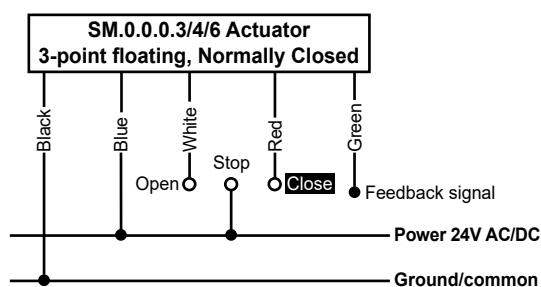 SM.0.0.0.3/4/6 Actuator
3-point floating, Normally Closed
Black
Blue
White
Red
Green
Stop
Open
Close
Feedback signal
Power 24V AC/DC
Ground/common